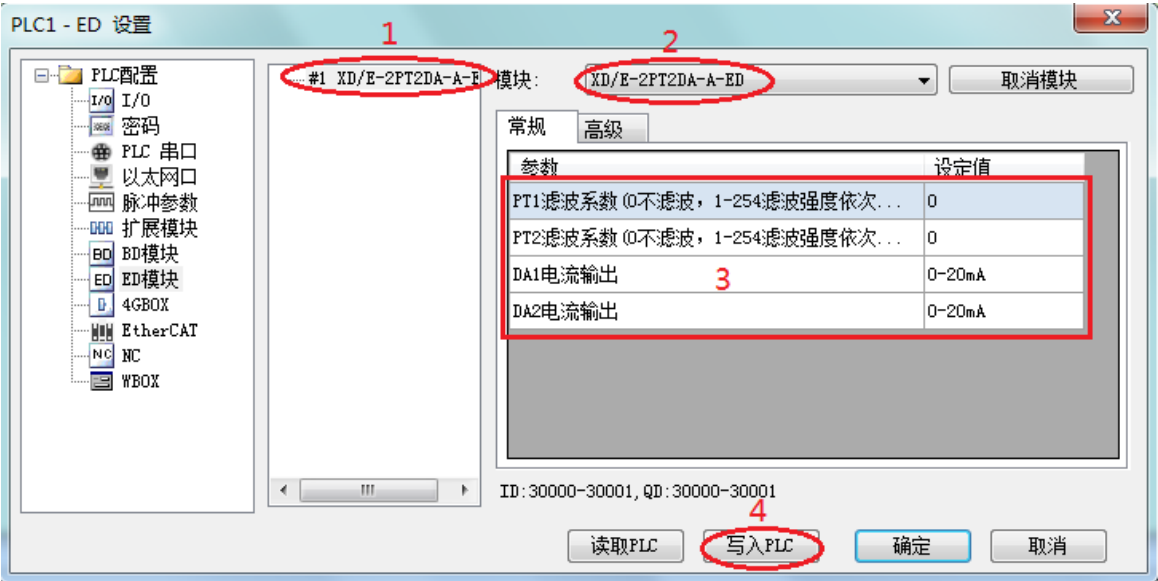 PLC1 - ED 设置
1
2
PLC配置
I/O I/O
密码
PLC 串口
以太网口
脉冲参数
扩展模块
BD BD模块
ED ED模块
4GBOX
EtherCAT
NC NC
WBOX
#1 XD/E-2PT2DA-A-E
模块: XD/E-2PT2DA-A-ED 取消模块
常规 高级
参数 设定值
PT1滤波系数(0不滤波，1-254滤波强度依次... 0
PT2滤波系数(0不滤波，1-254滤波强度依次... 0
DA1电流输出 0-20mA
3
DA2电流输出 0-20mA
ID:30000-30001,QD:30000-30001
4
读取PLC 写入PLC 确定 取消